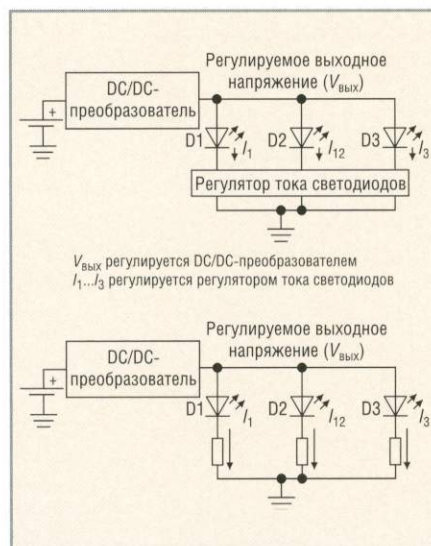 Регулируемое выходное
напряжение (Vвых)
DC/DC-
преобразователь
+
D1
I1
D2
I12
D3
I3
Регулятор тока светодиодов
Vвых регулируется DC/DC-преобразователем
I1...I3 регулируется регулятором тока светодиодов
Регулируемое выходное
напряжение (Vвых)
DC/DC-
преобразователь
+
D1
I1
D2
I12
D3
I3